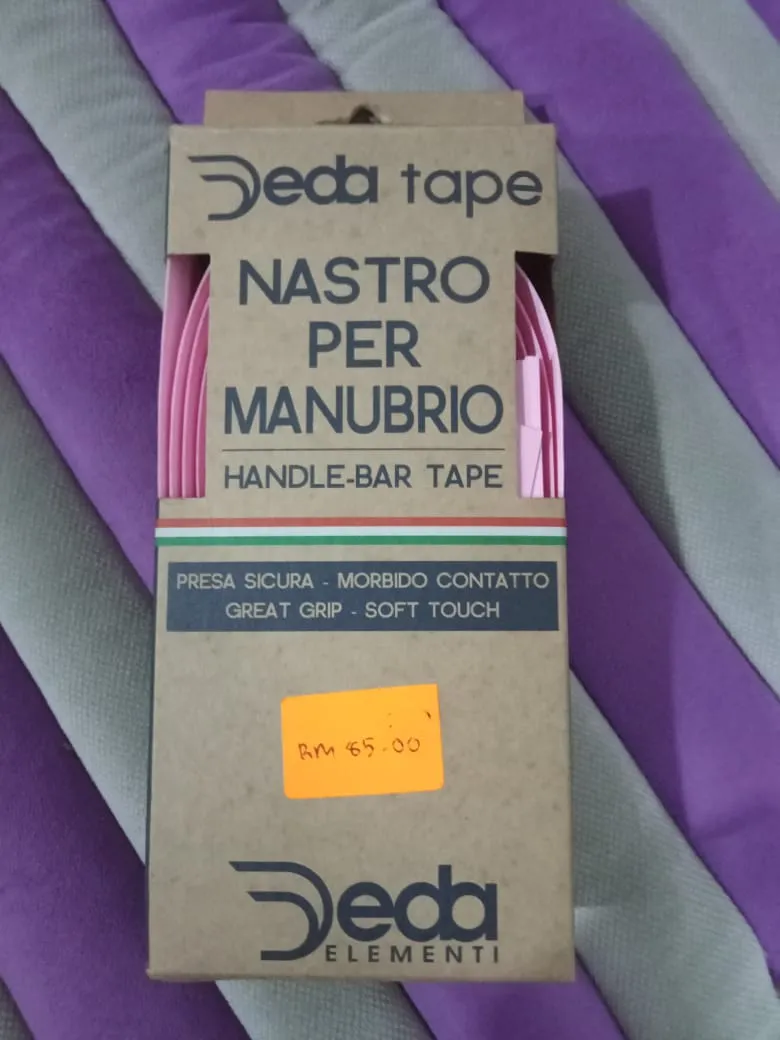 Deda tape
NASTRO
PER
MANUBRIO
HANDLE-BAR TAPE
PRESA SICURA - MORBIDO CONTATTO
GREAT GRIP - SOFT TOUCH
RM 85.00
Deda
ELEMENTI